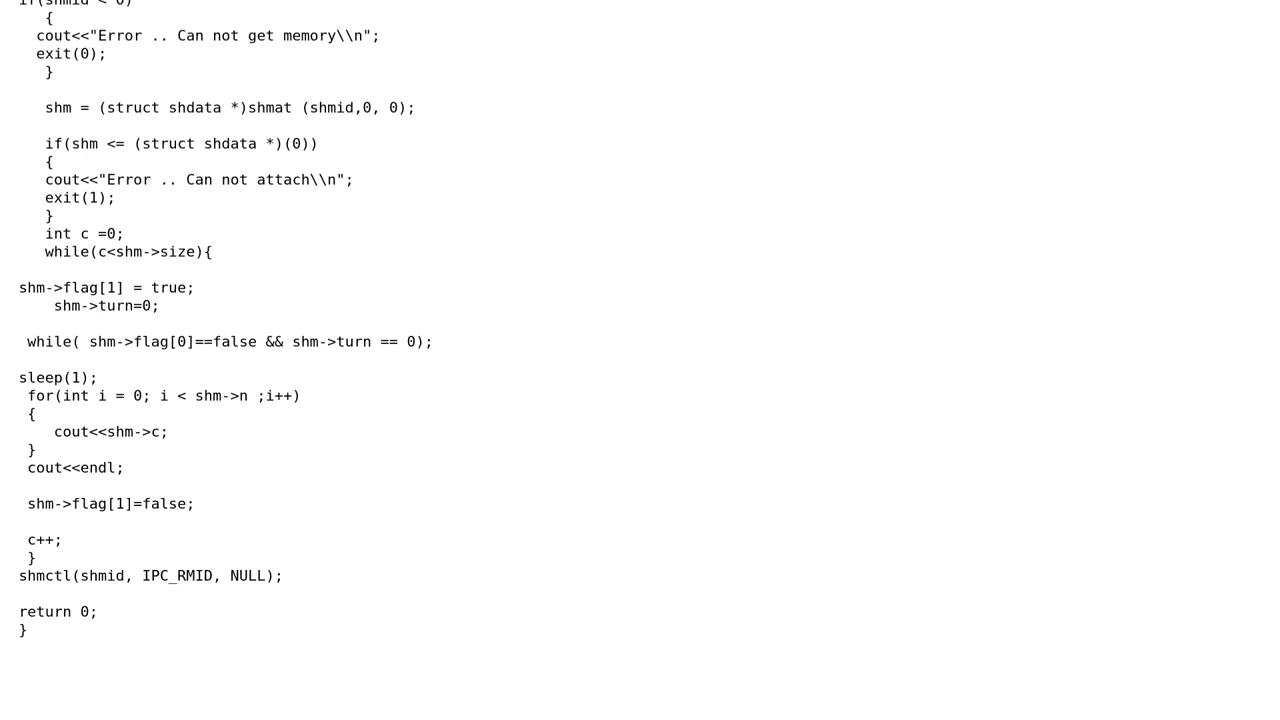 if(shmid < 0)
{
cout<<"Error .. Can not get memory\\n";
exit(0);
}
shm = (struct shdata *)shmat (shmid,0, 0);
if(shm <= (struct shdata *)(0))
{
cout<<"Error .. Can not attach\\n";
exit(1);
}
int c =0;
while(c<shm->size){
shm->flag[1] = true;
shm->turn=0;
while( shm->flag[0]==false && shm->turn == 0);
sleep(1);
for(int i = 0; i < shm->n ;i++)
{
cout<<shm->c;
}
cout<<endl;
shm->flag[1]=false;
c++;
}
shmctl(shmid, IPC_RMID, NULL);
return 0;
}